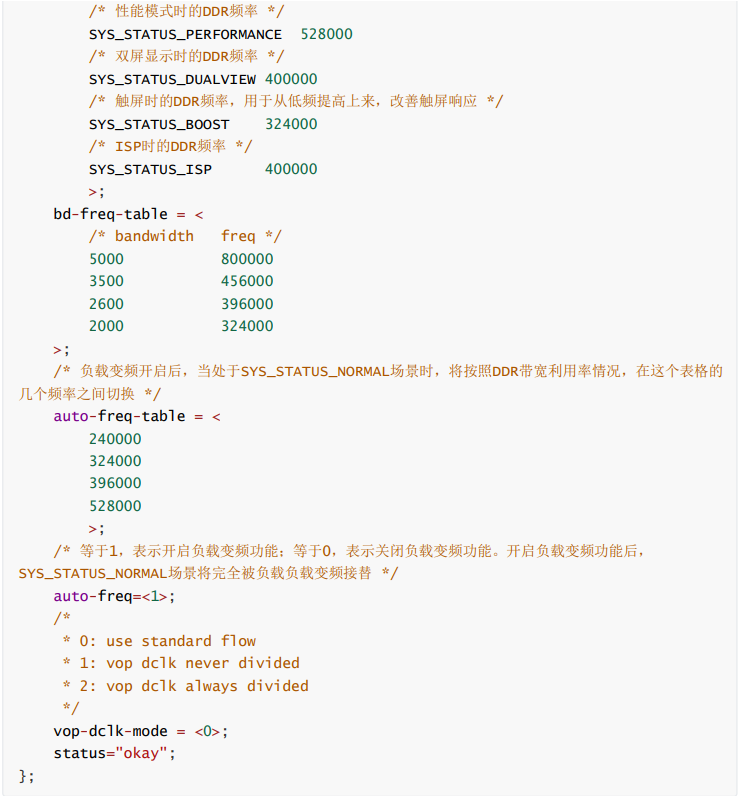 /* 性能模式时的DDR频率 */
SYS_STATUS_PERFORMANCE  528000
/* 双屏显示时的DDR频率 */
SYS_STATUS_DUALVIEW 400000
/* 触屏时的DDR频率，用于从低频提高上来，改善触屏响应 */
SYS_STATUS_BOOST    324000
/* ISP时的DDR频率 */
SYS_STATUS_ISP      400000
>;
bd-freq-table = <
/* bandwidth   freq */
5000           800000
3500           456000
2600           396000
2000           324000
>;
/* 负载变频开启后，当处于SYS_STATUS_NORMAL场景时，将按照DDR带宽利用率情况，在这个表格的
几个频率之间切换 */
auto-freq-table = <
240000
324000
396000
528000
>;
/* 等于1，表示开启负载变频功能；等于0，表示关闭负载变频功能。开启负载变频功能后，
SYS_STATUS_NORMAL场景将完全被负载负载变频接替 */
auto-freq=<1>;
/*
* 0: use standard flow
* 1: vop dclk never divided
* 2: vop dclk always divided
*/
vop-dclk-mode = <0>;
status="okay";
};